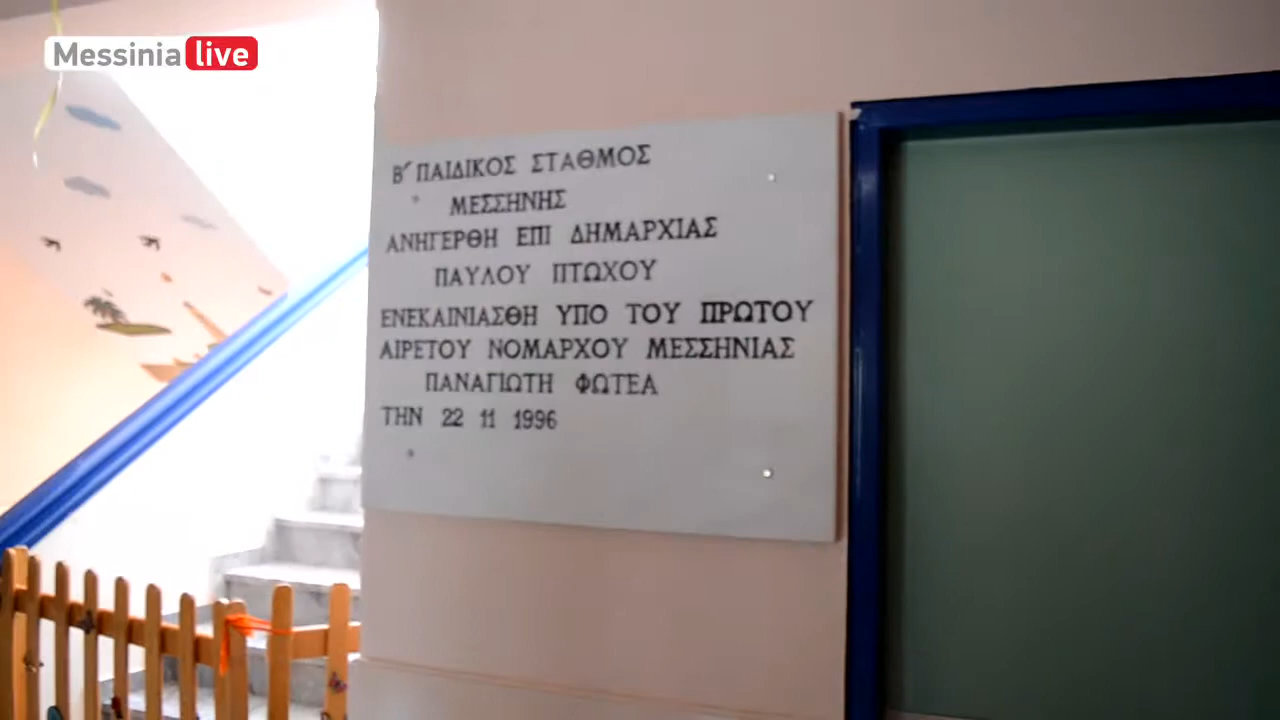 Messinia live
Β΄ ΠΑΙΔΙΚΟΣ ΣΤΑΘΜΟΣ
ΜΕΣΣΗΝΗΣ
ΑΝΗΓΕΡΘΗ ΕΠΙ ΔΗΜΑΡΧΙΑΣ
ΠΑΥΛΟΥ ΠΤΩΧΟΥ
ΕΝΕΚΑΙΝΙΑΣΘΗ ΥΠΟ ΤΟΥ ΠΡΩΤΟΥ
ΑΙΡΕΤΟΥ ΝΟΜΑΡΧΟΥ ΜΕΣΣΗΝΙΑΣ
ΠΑΝΑΓΙΩΤΗ ΦΩΤΕΑ
ΤΗΝ 22 11 1996